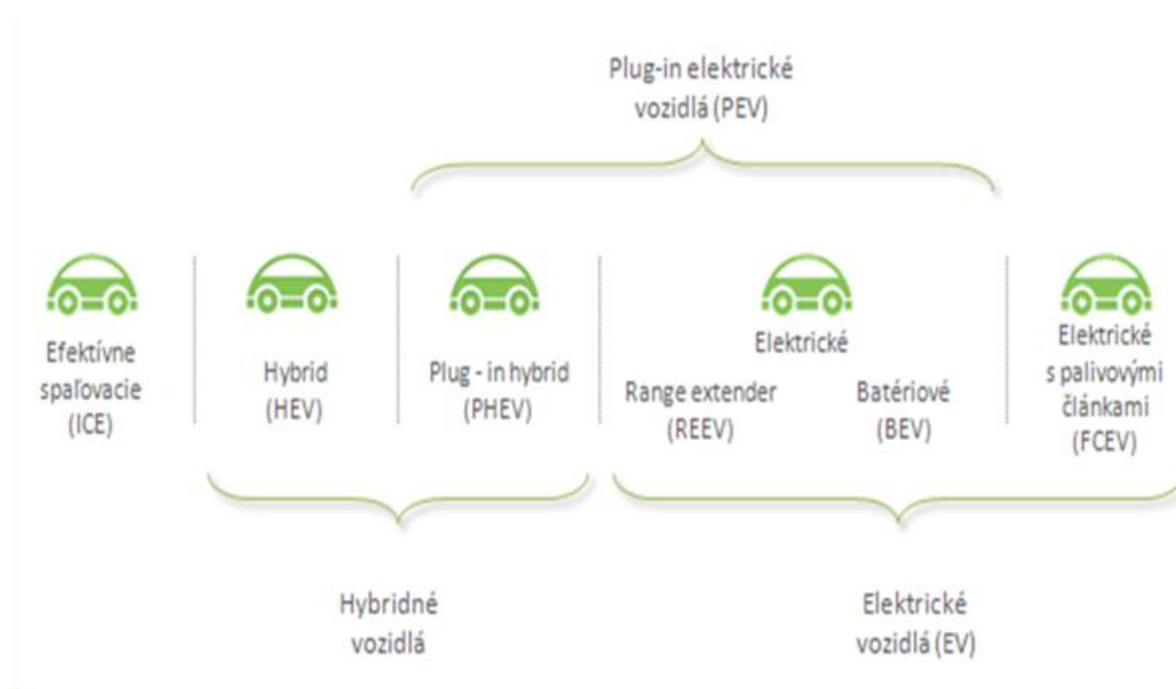 Plug-in elektrické
vozidlá (PEV)
Efektívne
spaľovacie
(ICE)
Hybrid
(HEV)
Plug - in hybrid
(PHEV)
Elektrické
Range extender
(REEV)
Batériové
(BEV)
Elektrické
s palivovými
článkami
(FCEV)
Hybridné
vozidlá
Elektrické
vozidlá (EV)